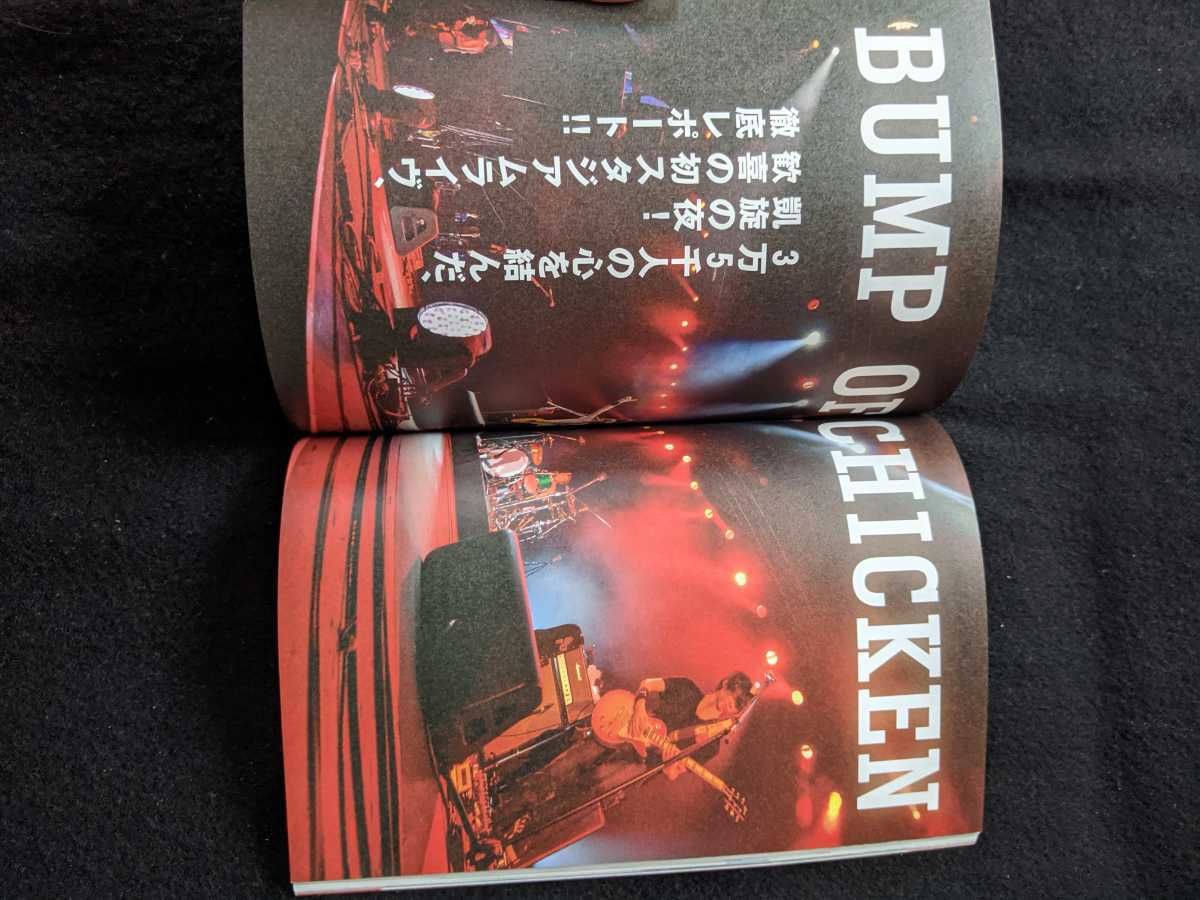 BUMP OF CHICKEN
3万5千人の心を結んだ、
凱旋の夜!
歓喜の初スタジアムライヴ、
徹底レポート!!